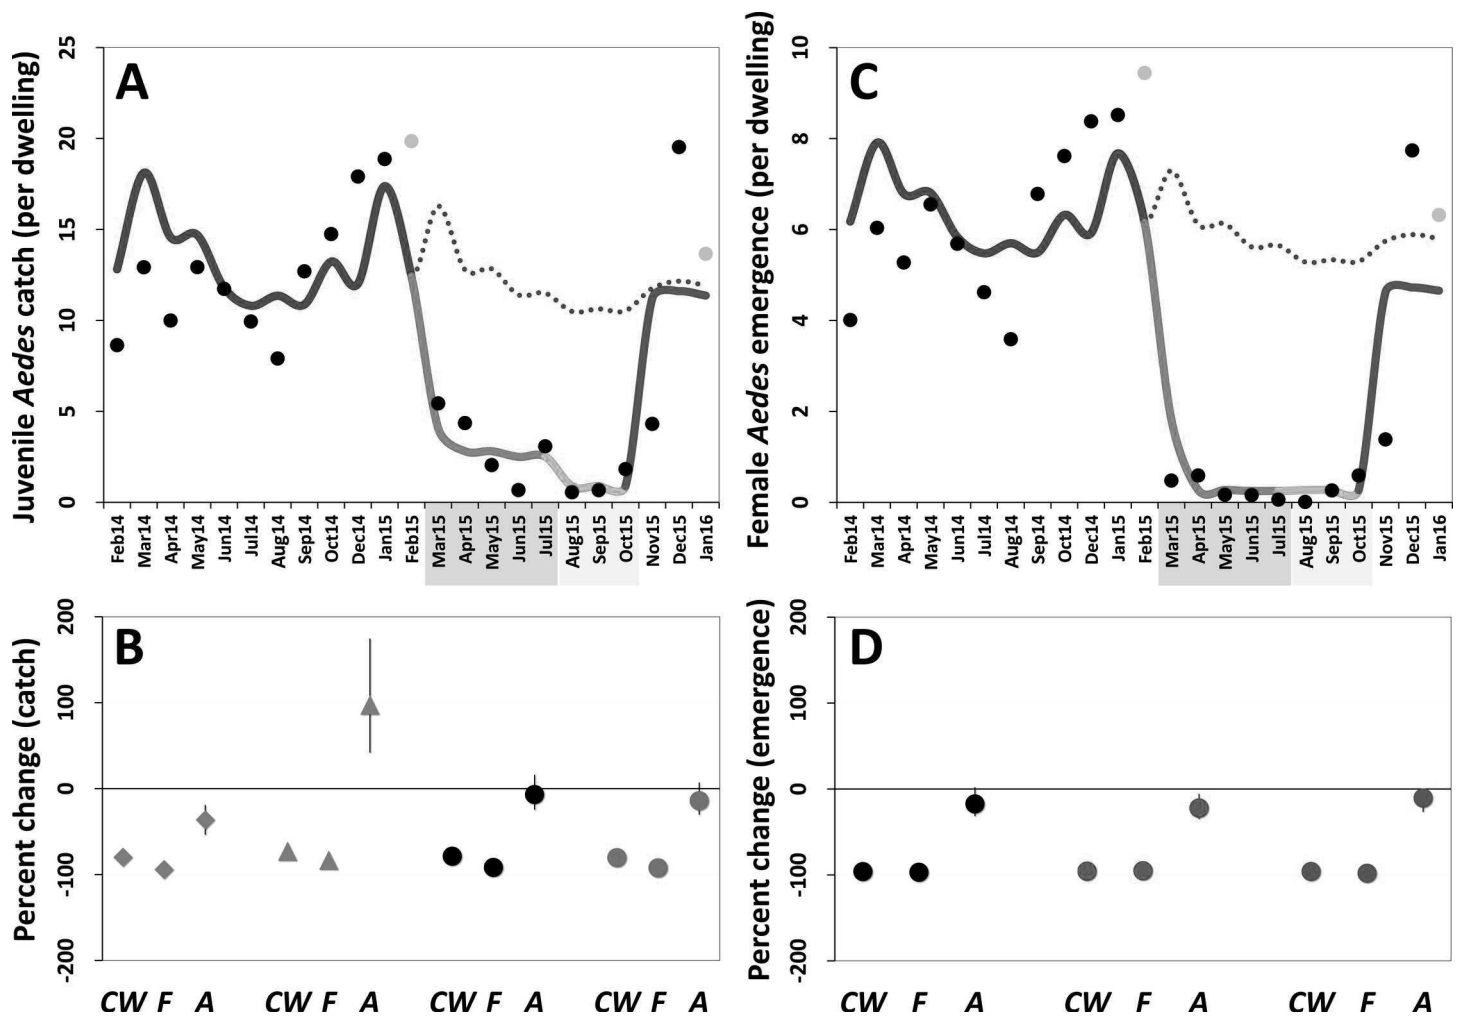 Juvenile Aedes catch (per dwelling)
25
20
15
10
5
0
A
Feb14
Mar14
Apr14
May14
Jun14
Jul14
Aug14
Sep14
Oct14
Dec14
Jan15
Feb15
Mar15
Apr15
May15
Jun15
Jul15
Aug15
Sep15
Oct15
Nov15
Dec15
Jan16
Female Aedes emergence (per dwelling)
10
8
6
4
2
0
C
Feb14
Mar14
Apr14
May14
Jun14
Jul14
Aug14
Sep14
Oct14
Dec14
Jan15
Feb15
Mar15
Apr15
May15
Jun15
Jul15
Aug15
Sep15
Oct15
Nov15
Dec15
Jan16
Percent change (catch)
200
100
0
-100
-200
B
CW F A CW F A CW F A CW F A
Percent change (emergence)
200
100
0
-100
-200
D
CW F A CW F A CW F A